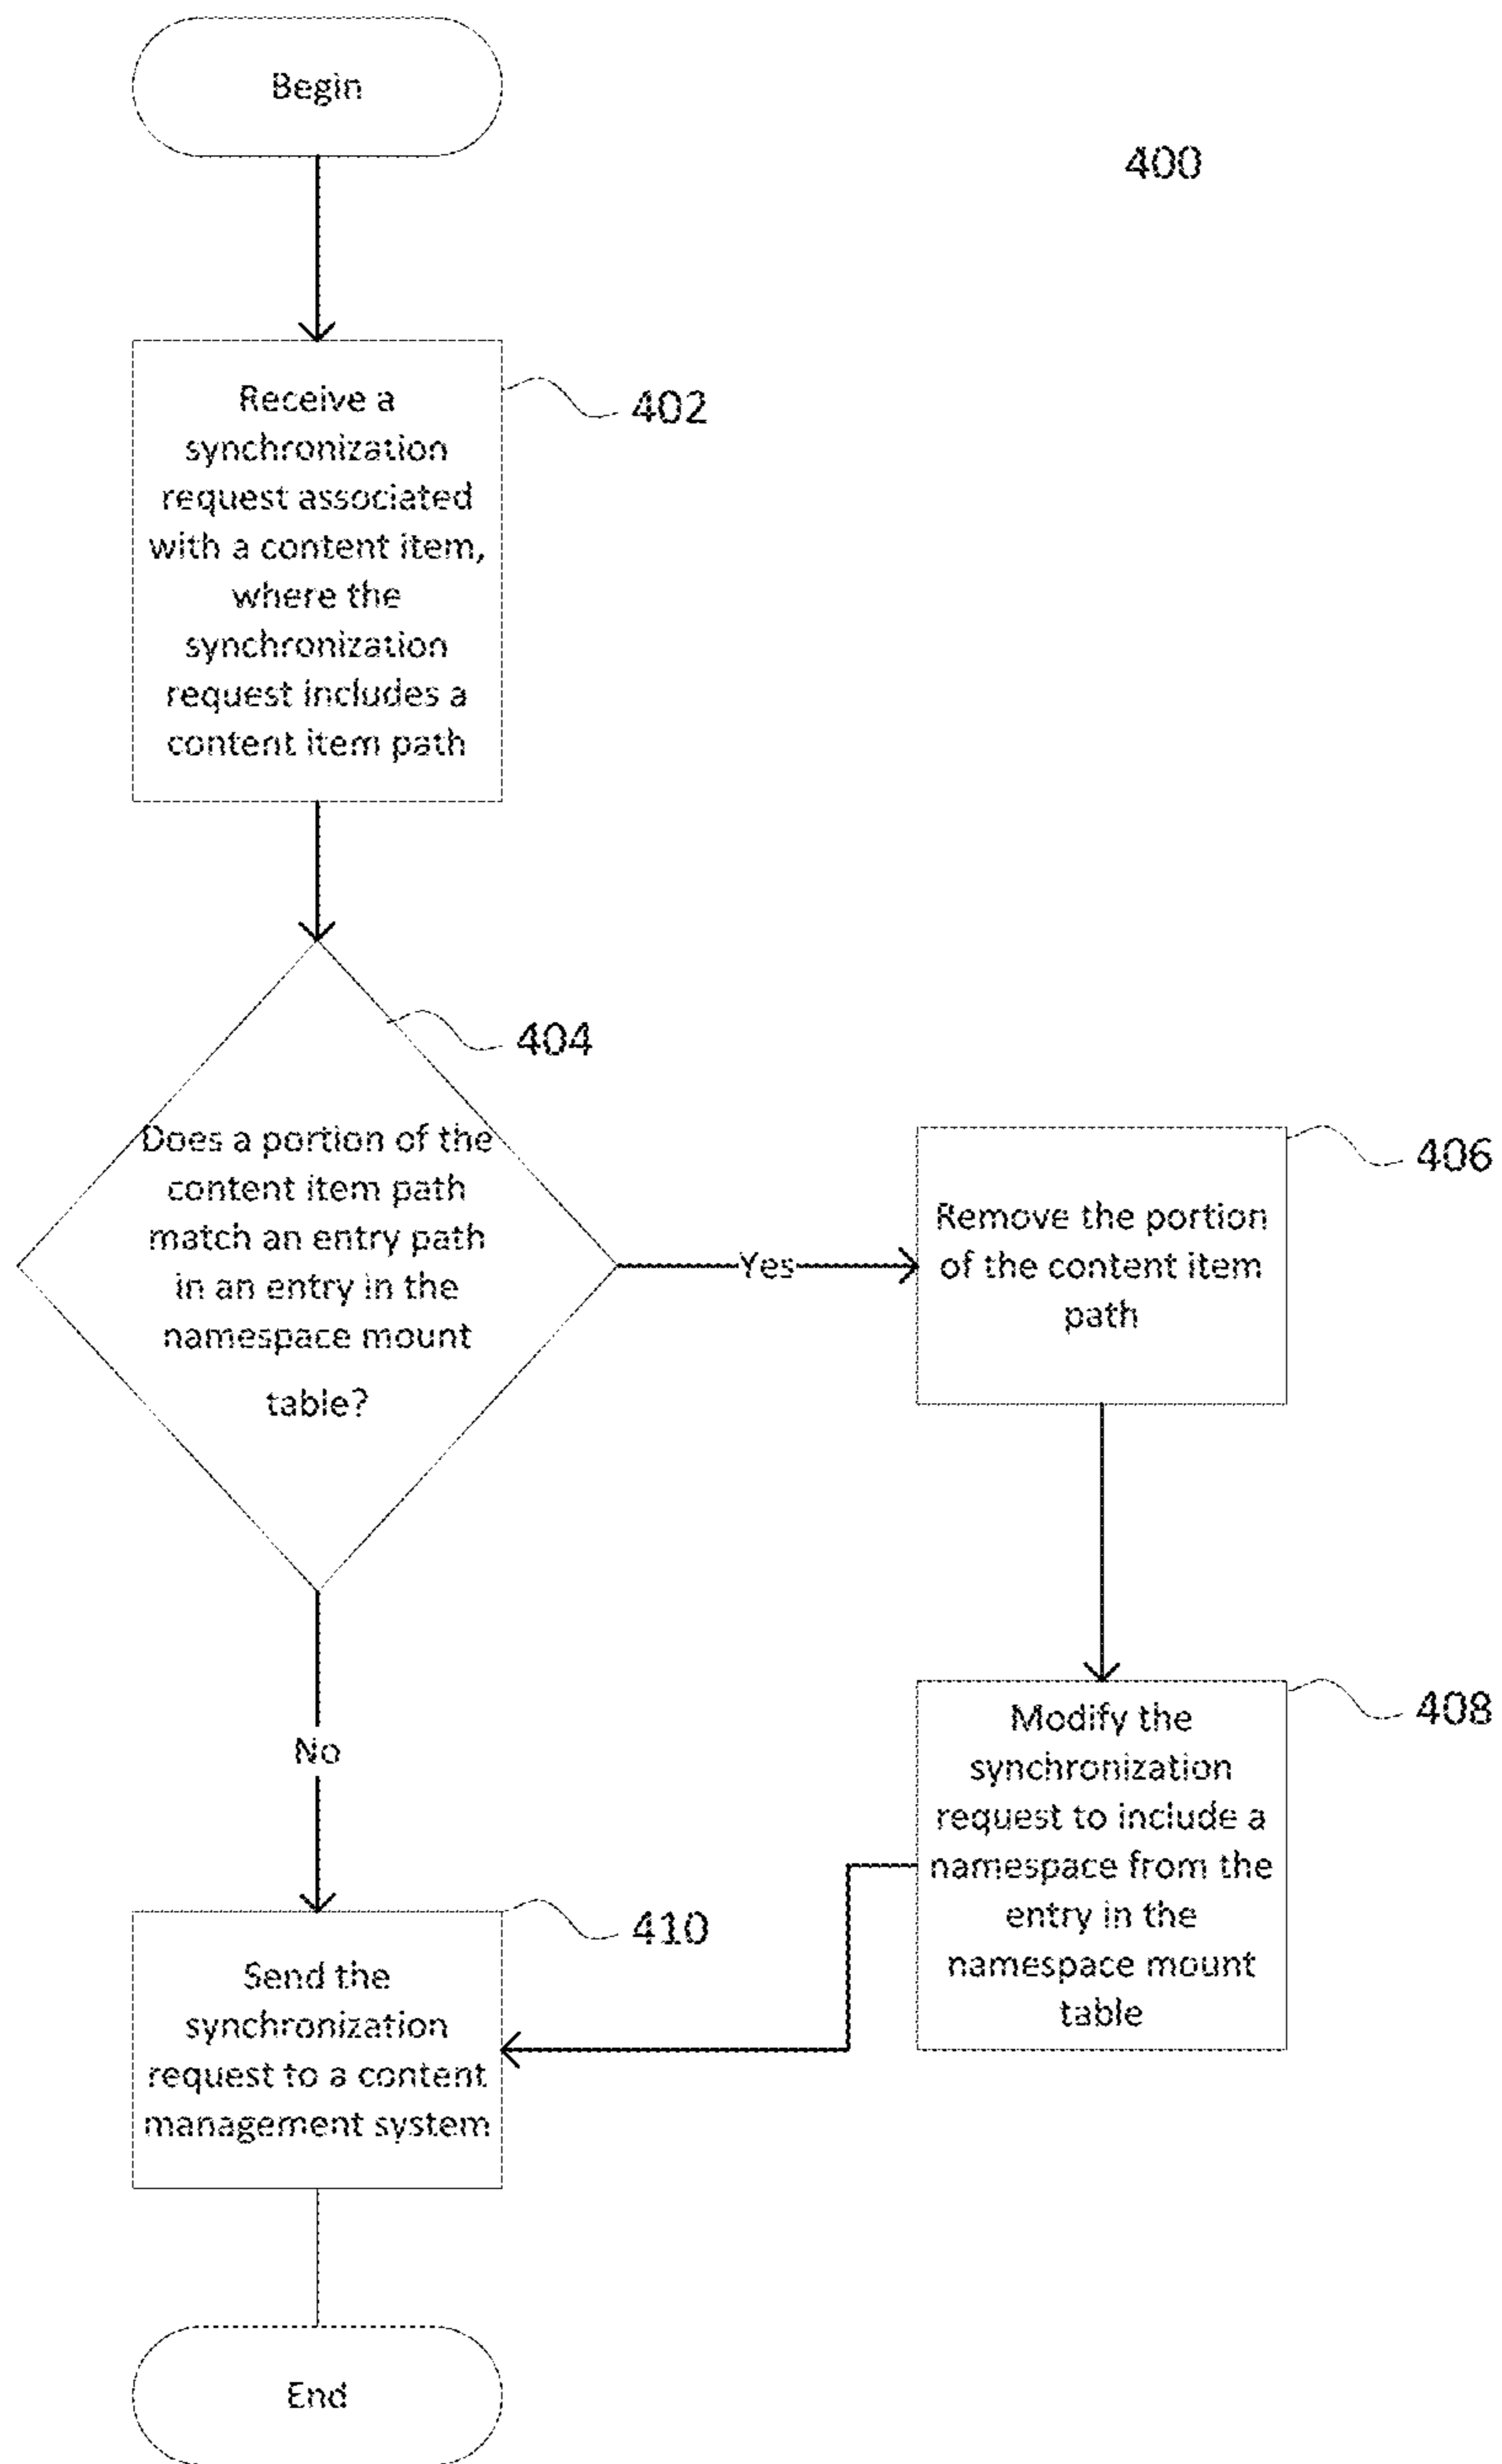 Begin
400
Receive a
synchronization
request associated
with a content item,
where the
synchronization
request includes a
content item path
402
404
Does a portion of the
content item path
match an entry path
in an entry in the
namespace mount
table?
Yes
Remove the portion
of the content item
path
406
No
Modify the
synchronization
request to include a
namespace from the
entry in the
namespace mount
table
408
Send the
synchronization
request to a content
management system
410
End